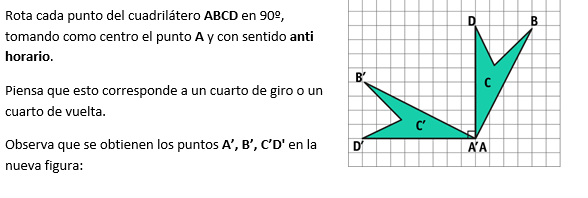 Rota cada punto del cuadrilátero ABCD en 90º,
tomando como centro el punto A y con sentido anti
horario.
Piensa que esto corresponde a un cuarto de giro o un
cuarto de vuelta.
Observa que se obtienen los puntos A’, B’, C’D' en la
nueva figura:
D
B
C
B’
C’
D’
A’A